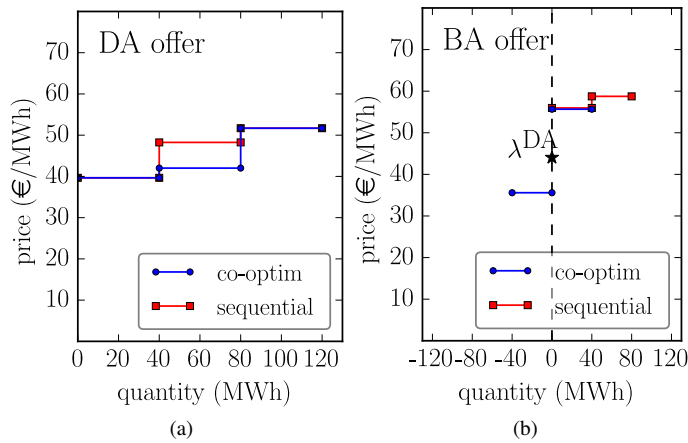 DA offer
price (€/MWh)
70
60
50
40
30
20
10
co-optim
sequential
0 20 40 60 80 100 120
quantity (MWh)
(a)
BA offer
price (€/MWh)
70
60
50
40
30
20
10
λDA
co-optim
sequential
-120 -80 -40 0 40 80 120
quantity (MWh)
(b)